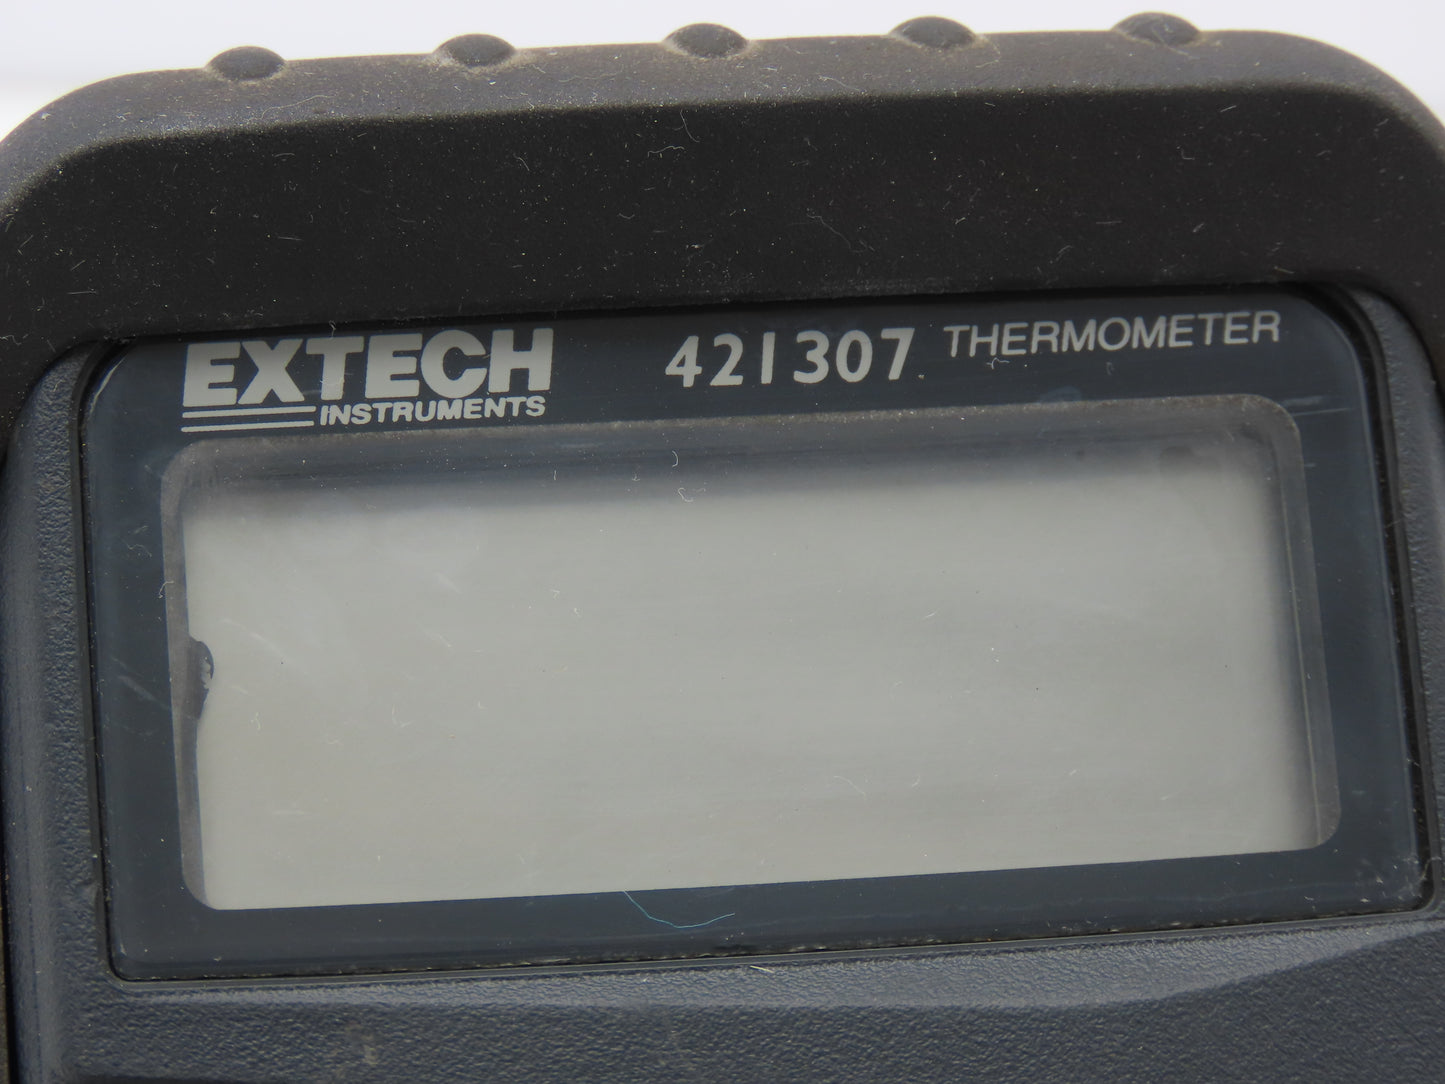 EXTECH
INSTRUMENTS
421307 THERMOMETER